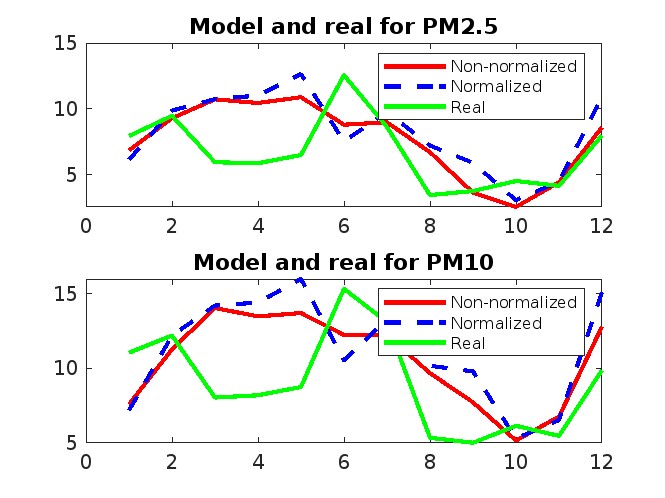 Model and real for PM2.5
15
10
5
Non-normalized
Normalized
Real
0 2 4 6 8 10 12
Model and real for PM10
15
10
5
Non-normalized
Normalized
Real
0 2 4 6 8 10 12